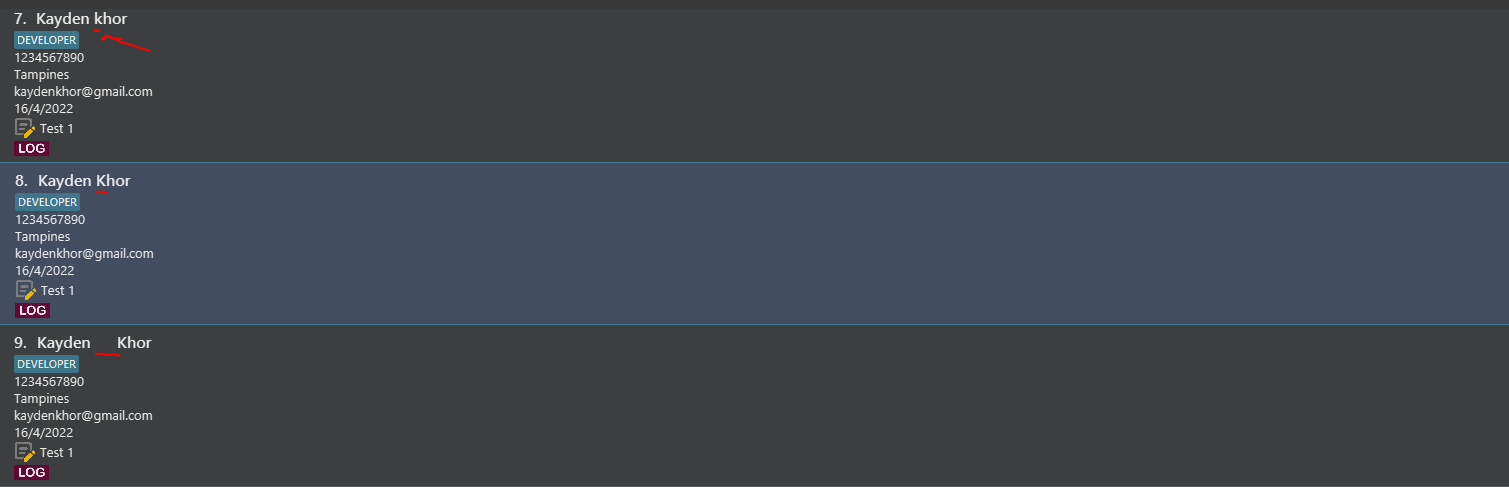 7. Kayden khor
DEVELOPER
1234567890
Tampines
kaydenkhor@gmail.com
16/4/2022
Test 1
LOG
8. Kayden Khor
DEVELOPER
1234567890
Tampines
kaydenkhor@gmail.com
16/4/2022
Test 1
LOG
9. Kayden     Khor
DEVELOPER
1234567890
Tampines
kaydenkhor@gmail.com
16/4/2022
Test 1
LOG